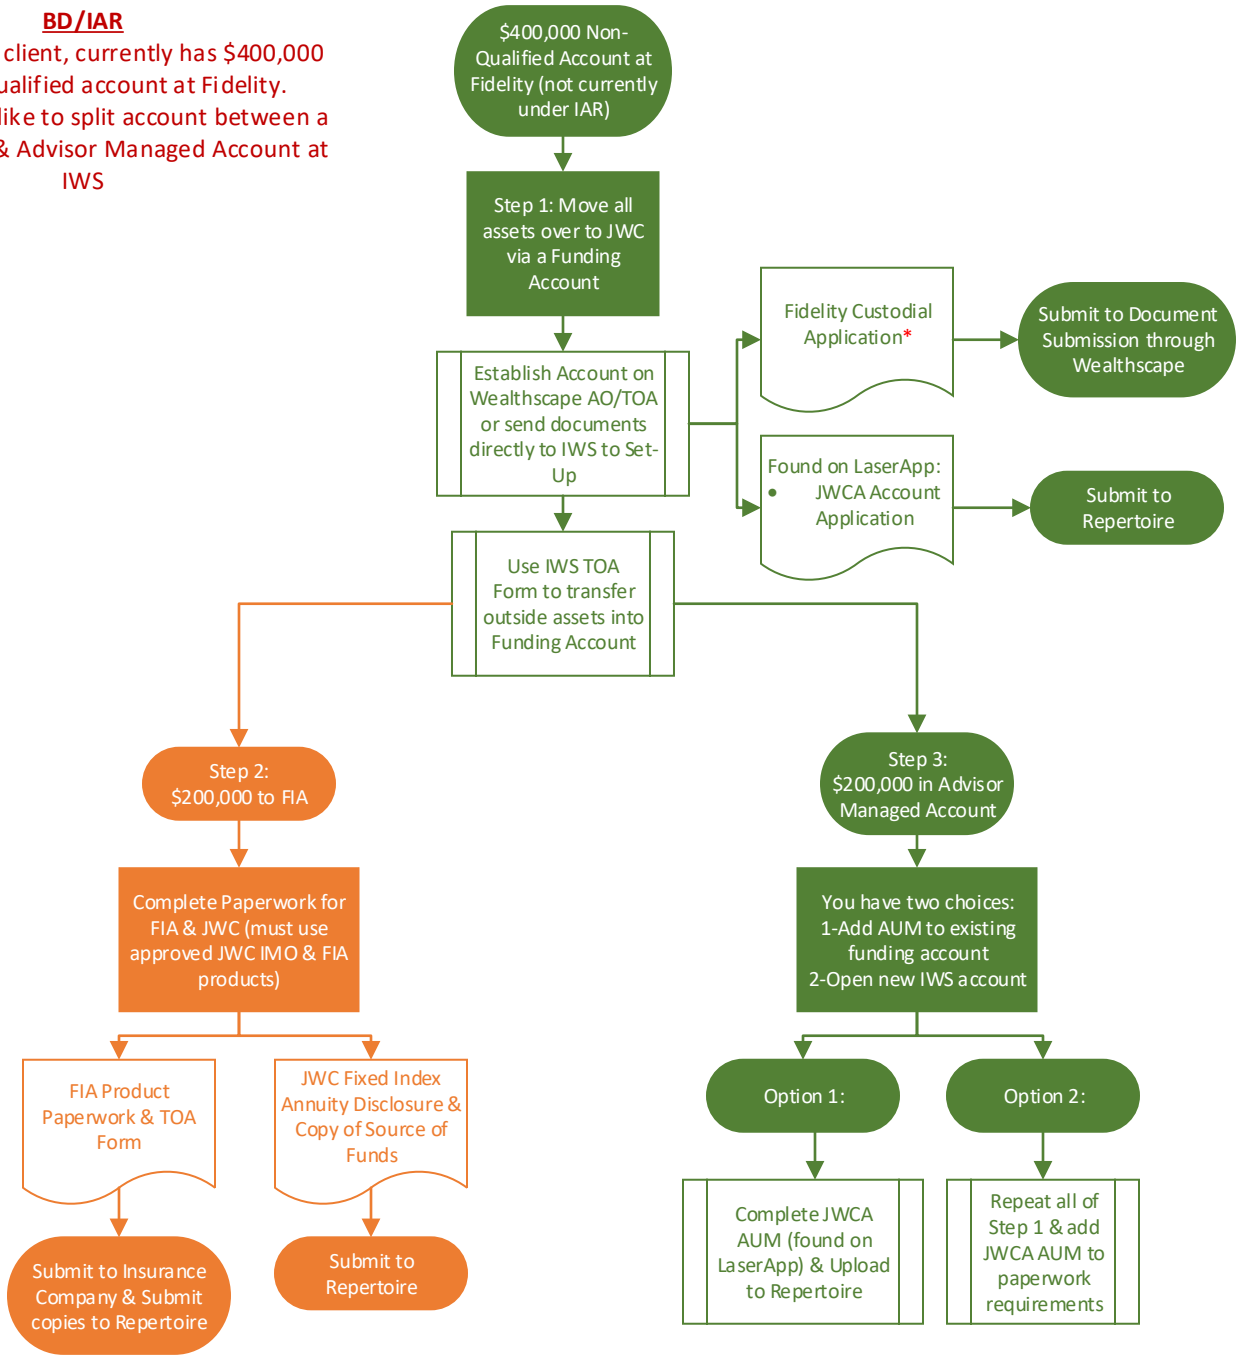 BD/IAR
client, currently has $400,000
ualified account at Fidelity.
like to split account between a
& Advisor Managed Account at
IWS
$400,000 Non-
Qualified Account at
Fidelity (not currently
under IAR)
Step 1: Move all
assets over to JWC
via a Funding
Account
Establish Account on
Wealthscape AO/TOA
or send documents
directly to IWS to Set-
Up
Fidelity Custodial
Application*
Submit to Document
Submission through
Wealthscape
Found on LaserApp:
• JWCA Account
Application
Submit to
Repertoire
Use IWS TOA
Form to transfer
outside assets into
Funding Account
Step 2:
$200,000 to FIA
Complete Paperwork for
FIA & JWC (must use
approved JWC IMO & FIA
products)
FIA Product
Paperwork & TOA
Form
JWC Fixed Index
Annuity Disclosure &
Copy of Source of
Funds
Submit to Insurance
Company & Submit
copies to Repertoire
Submit to
Repertoire
Step 3:
$200,000 in Advisor
Managed Account
You have two choices:
1-Add AUM to existing
funding account
2-Open new IWS account
Option 1:
Option 2:
Complete JWCA
AUM (found on
LaserApp) & Upload
to Repertoire
Repeat all of
Step 1 & add
JWCA AUM to
paperwork
requirements